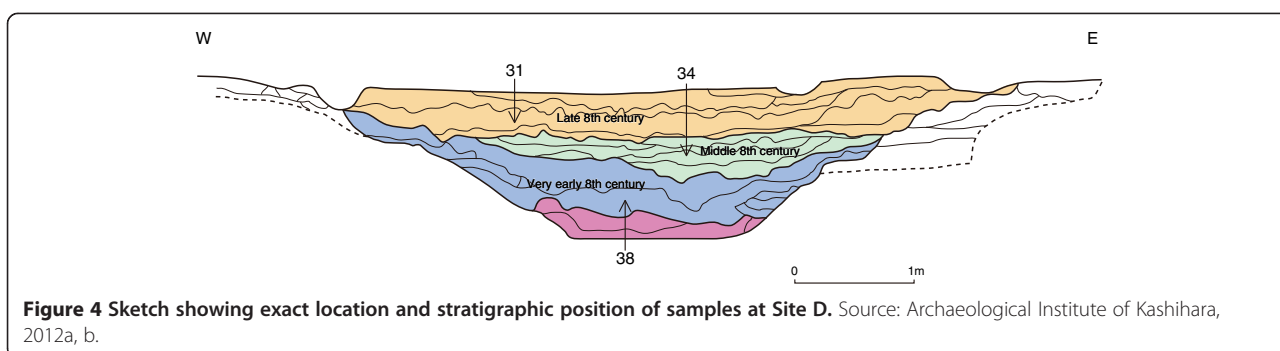 W
E
31
34
Late 8th century
Middle 8th century
Very early 8th century
38
0
1m
Figure 4 Sketch showing exact location and stratigraphic position of samples at Site D. Source: Archaeological Institute of Kashihara,
2012a, b.